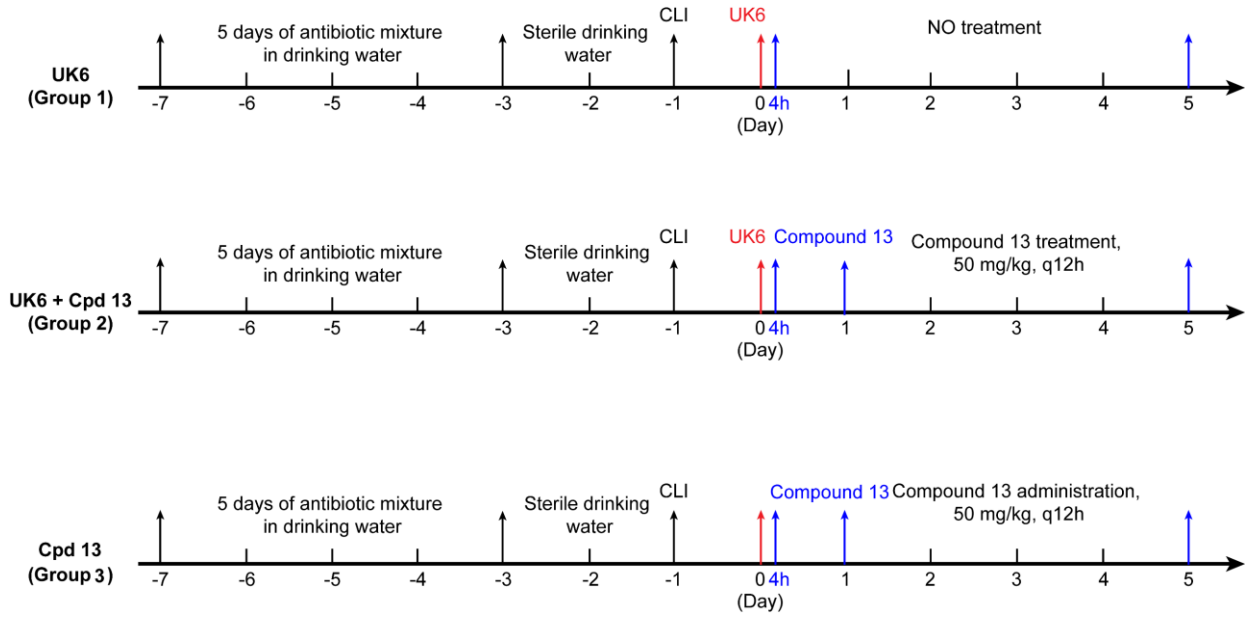 CLI UK6
5 days of antibiotic mixture Sterile drinking NO treatment
in drinking water water
UK6
(Group 1)
-7 -6 -5 -4 -3 -2 -1 0 4h 1 2 3 4 5
(Day)
CLI UK6 Compound 13 Compound 13 treatment,
5 days of antibiotic mixture Sterile drinking 50 mg/kg, q12h
in drinking water water
UK6 + Cpd 13
(Group 2)
-7 -6 -5 -4 -3 -2 -1 0 4h 1 2 3 4 5
(Day)
CLI Compound 13 Compound 13 administration,
5 days of antibiotic mixture Sterile drinking 50 mg/kg, q12h
in drinking water water
Cpd 13
(Group 3)
-7 -6 -5 -4 -3 -2 -1 0 4h 1 2 3 4 5
(Day)